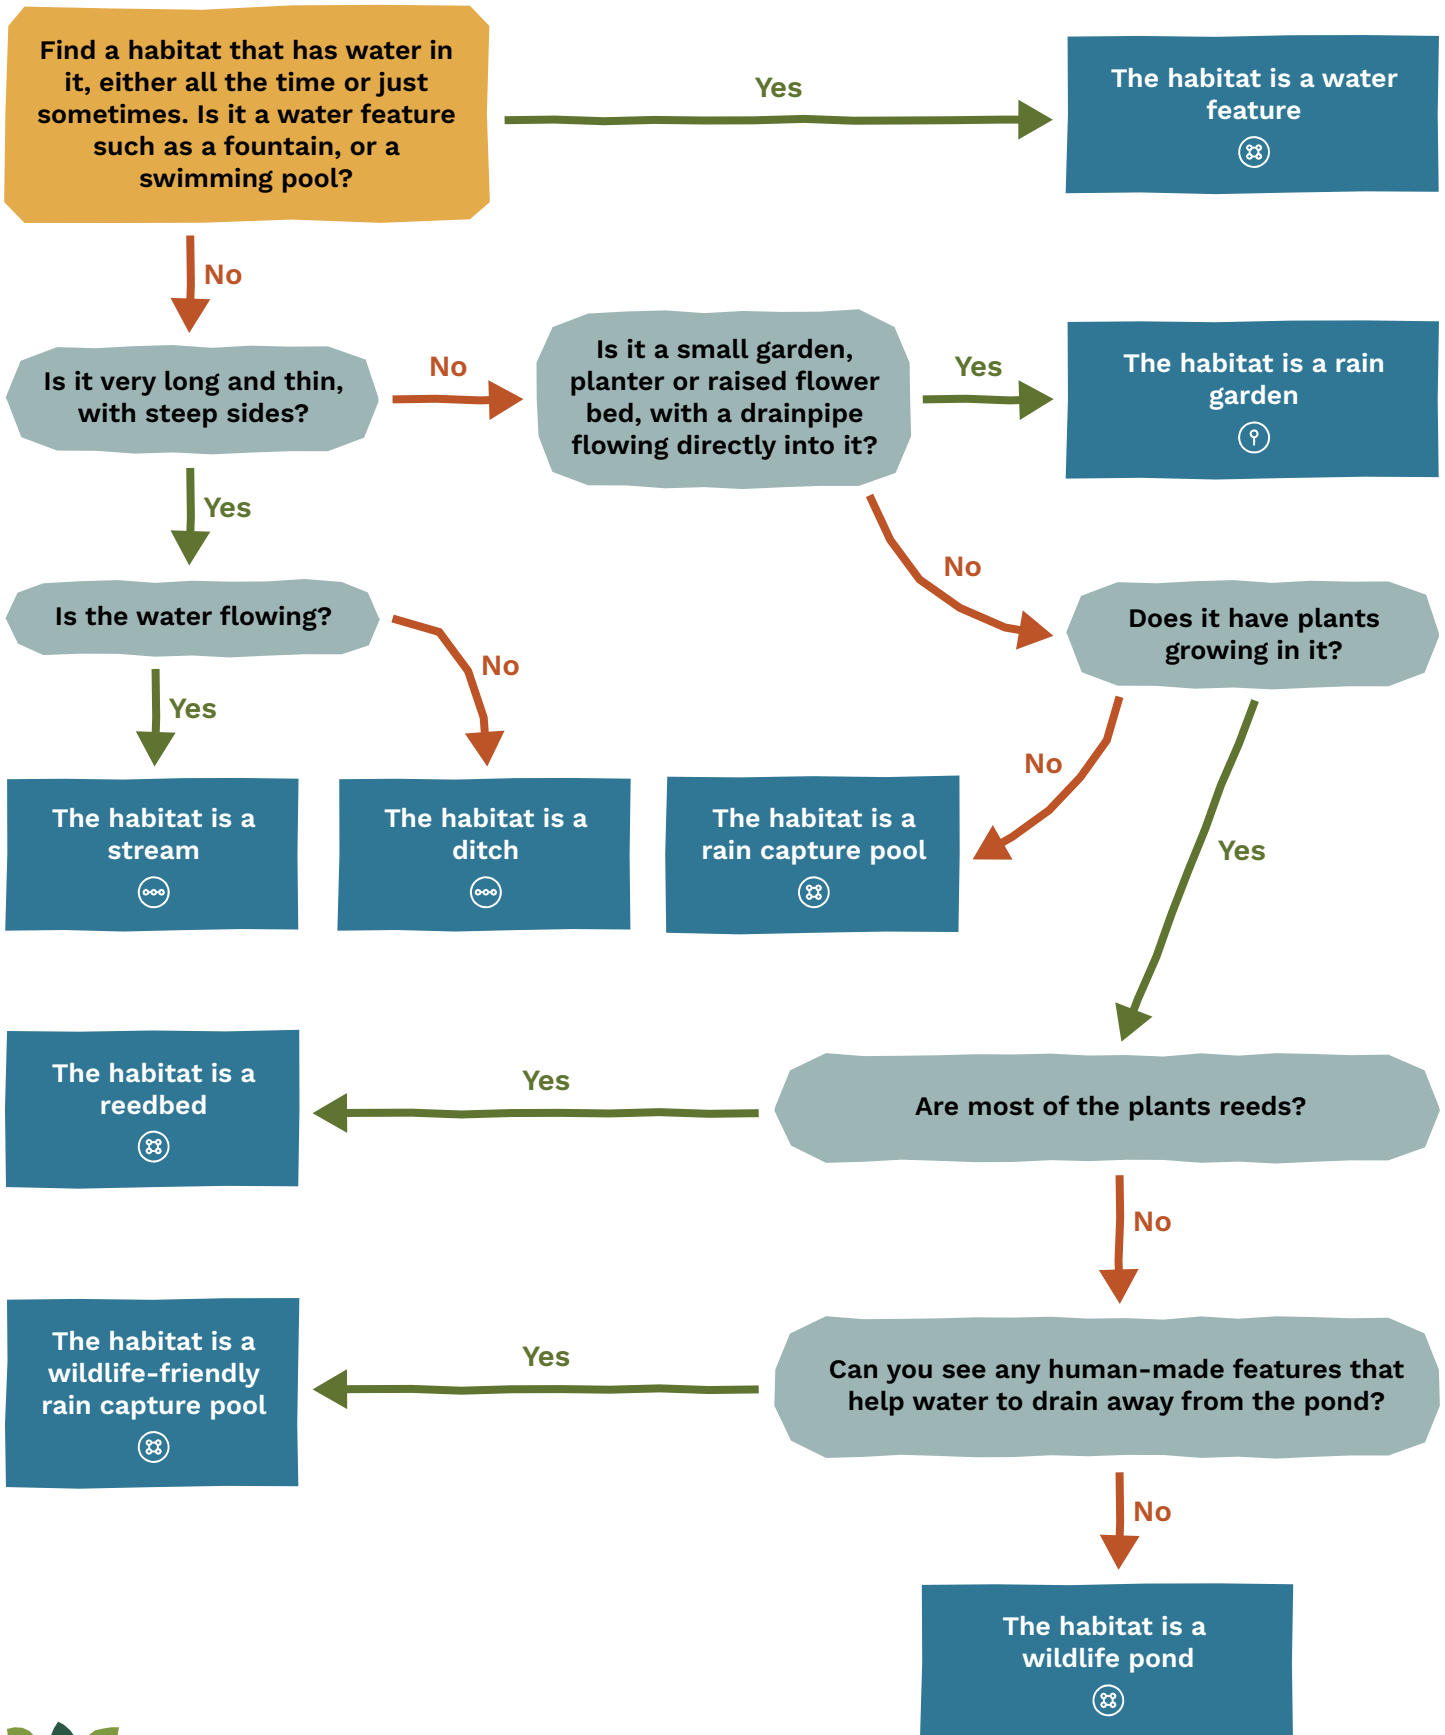 Find a habitat that has water in
it, either all the time or just
sometimes. Is it a water feature
such as a fountain, or a
swimming pool?
Yes
The habitat is a water
feature
No
Is it very long and thin,
with steep sides?
No
Is it a small garden,
planter or raised flower
bed, with a drainpipe
flowing directly into it?
Yes
The habitat is a rain
garden
Yes
No
Is the water flowing?
Does it have plants
growing in it?
Yes
No
No
Yes
The habitat is a
stream
The habitat is a
ditch
The habitat is a
rain capture pool
Are most of the plants reeds?
Yes
The habitat is a
reedbed
No
Can you see any human-made features that
help water to drain away from the pond?
Yes
The habitat is a
wildlife-friendly
rain capture pool
No
The habitat is a
wildlife pond